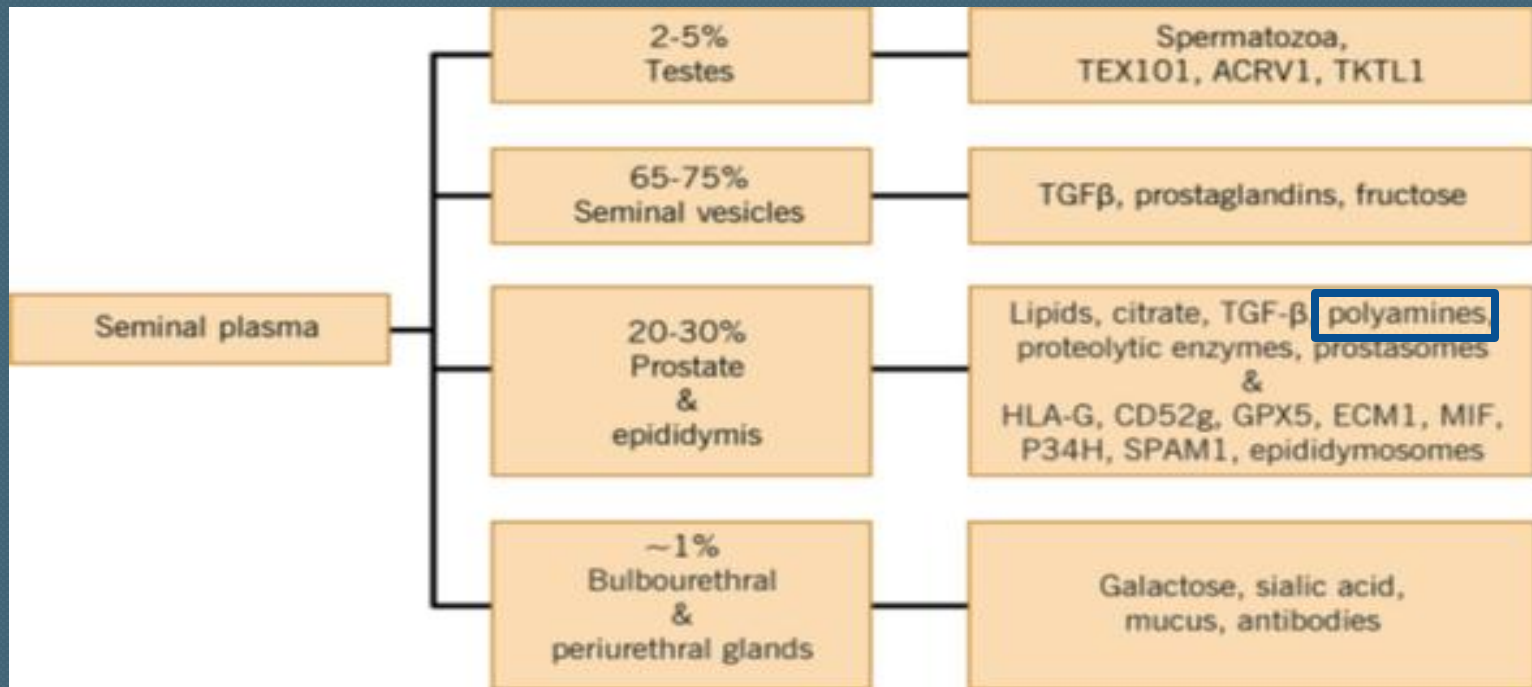 Seminal plasma
2-5%
Testes
Spermatozoa,
TEX101, ACRV1, TKTL1
65-75%
Seminal vesicles
TGFβ, prostaglandins, fructose
20-30%
Prostate
&
epididymis
Lipids, citrate, TGF-β, polyamines,
proteolytic enzymes, prostasomes
&
HLA-G, CD52g, GPX5, ECM1, MIF,
P34H, SPAM1, epididymosomes
~1%
Bulbourethral
&
periurethral glands
Galactose, sialic acid,
mucus, antibodies